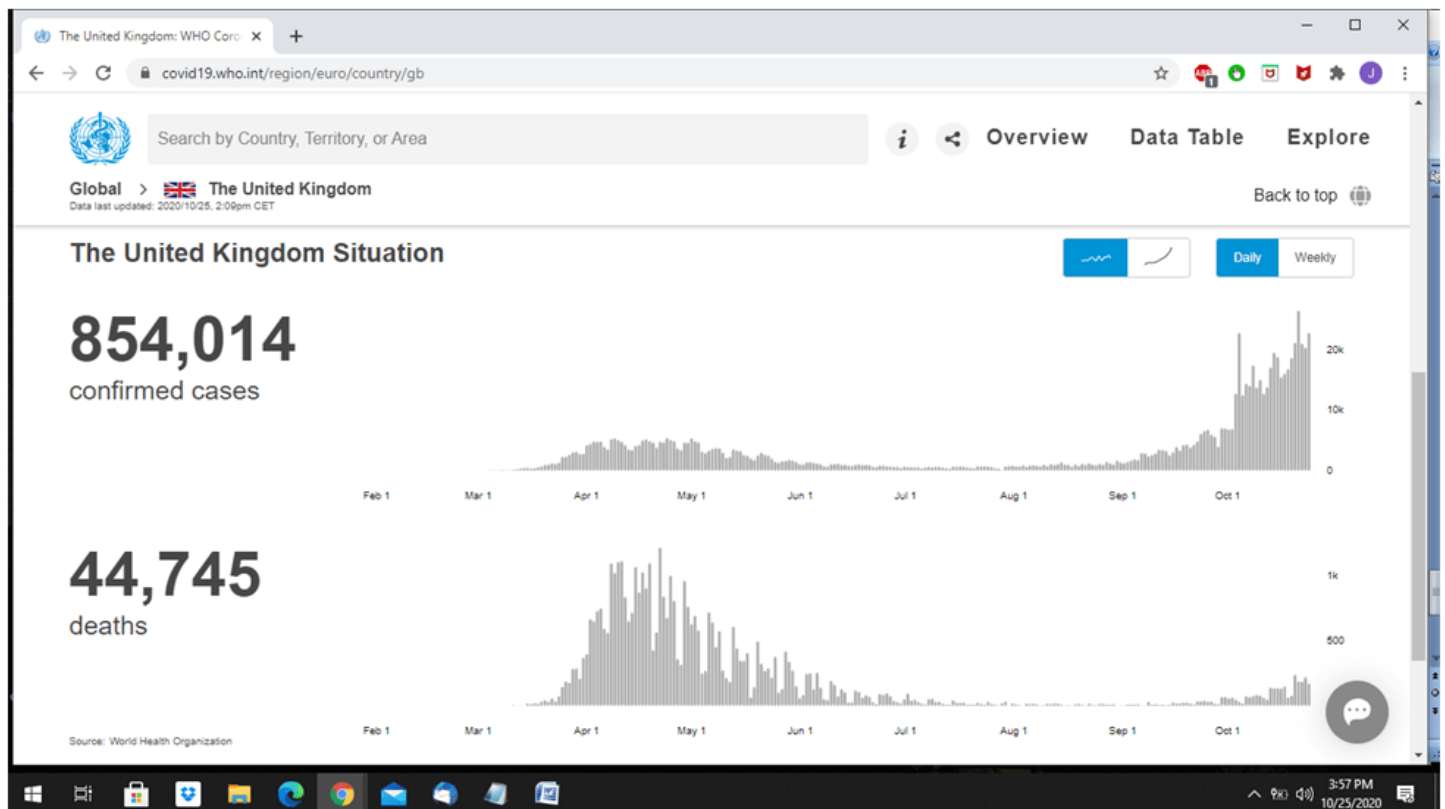 The United Kingdom: WHO Coro
covid19.who.int/region/euro/country/gb
ABP
1
J
Search by Country, Territory, or Area
i
Overview Data Table Explore
Global > The United Kingdom
Data last updated: 2020/10/25, 2:09pm CET
Back to top
The United Kingdom Situation
Daily Weekly
854,014
confirmed cases
20k
10k
0
Feb 1 Mar 1 Apr 1 May 1 Jun 1 Jul 1 Aug 1 Sep 1 Oct 1
44,745
deaths
1k
500
Feb 1 Mar 1 Apr 1 May 1 Jun 1 Jul 1 Aug 1 Sep 1 Oct 1
Source: World Health Organization
3:57 PM
10/25/2020